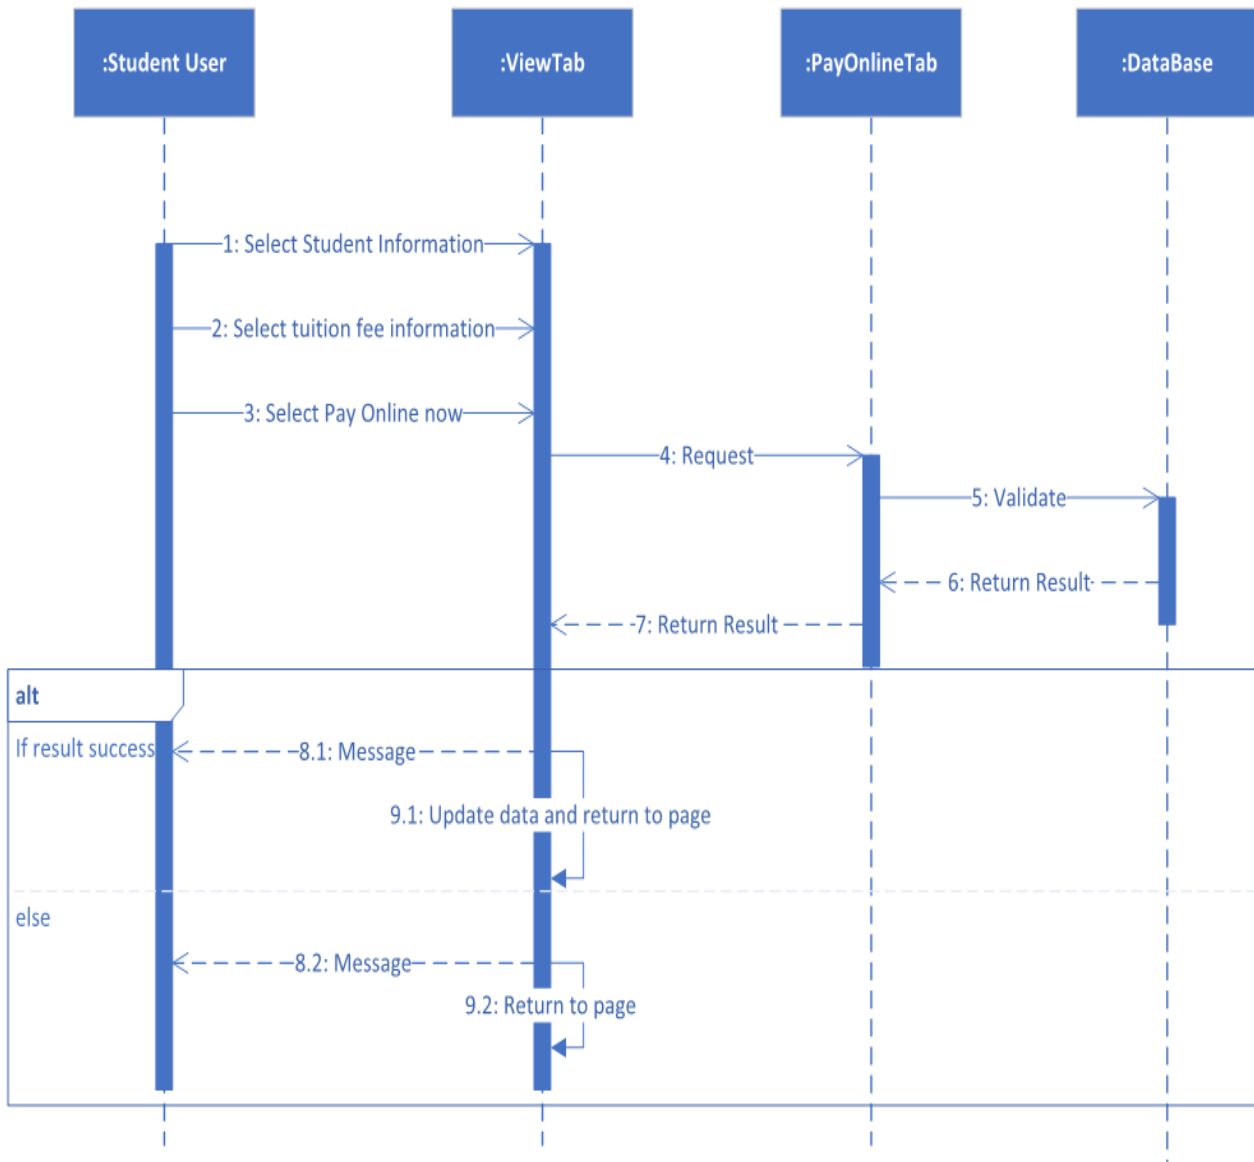 :Student User
:ViewTab
:PayOnlineTab
:DataBase
1: Select Student Information
2: Select tuition fee information
3: Select Pay Online now
4: Request
5: Validate
6: Return Result
7: Return Result
alt
If result success
8.1: Message
9.1: Update data and return to page
else
8.2: Message
9.2: Return to page